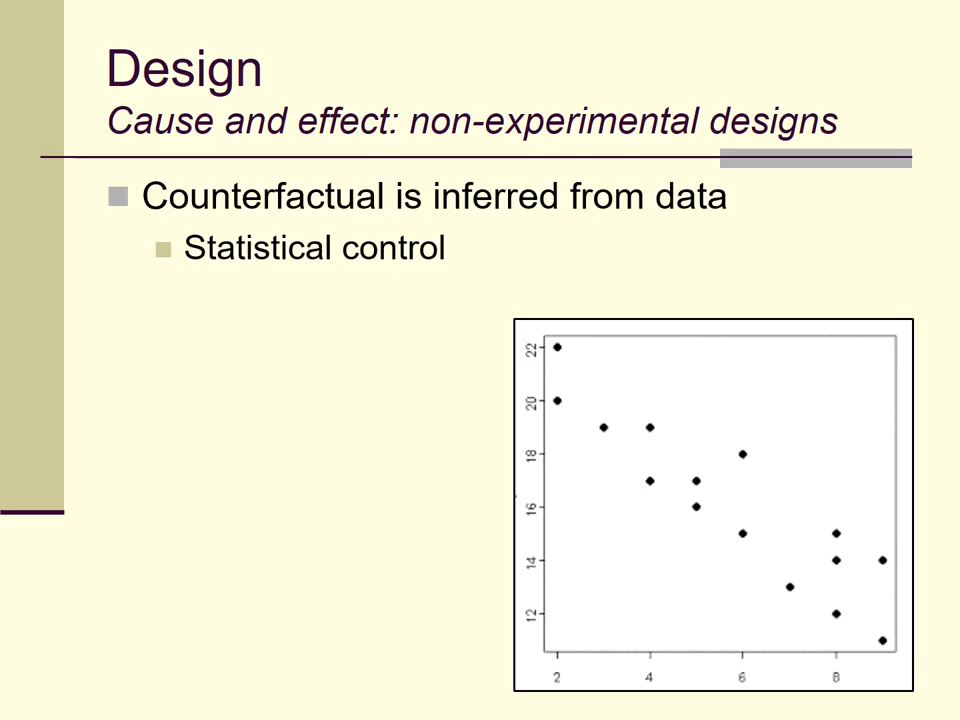 Design
Cause and effect: non-experimental designs
Counterfactual is inferred from data
Statistical control
22
20
18
16
14
12
2 4 6 8